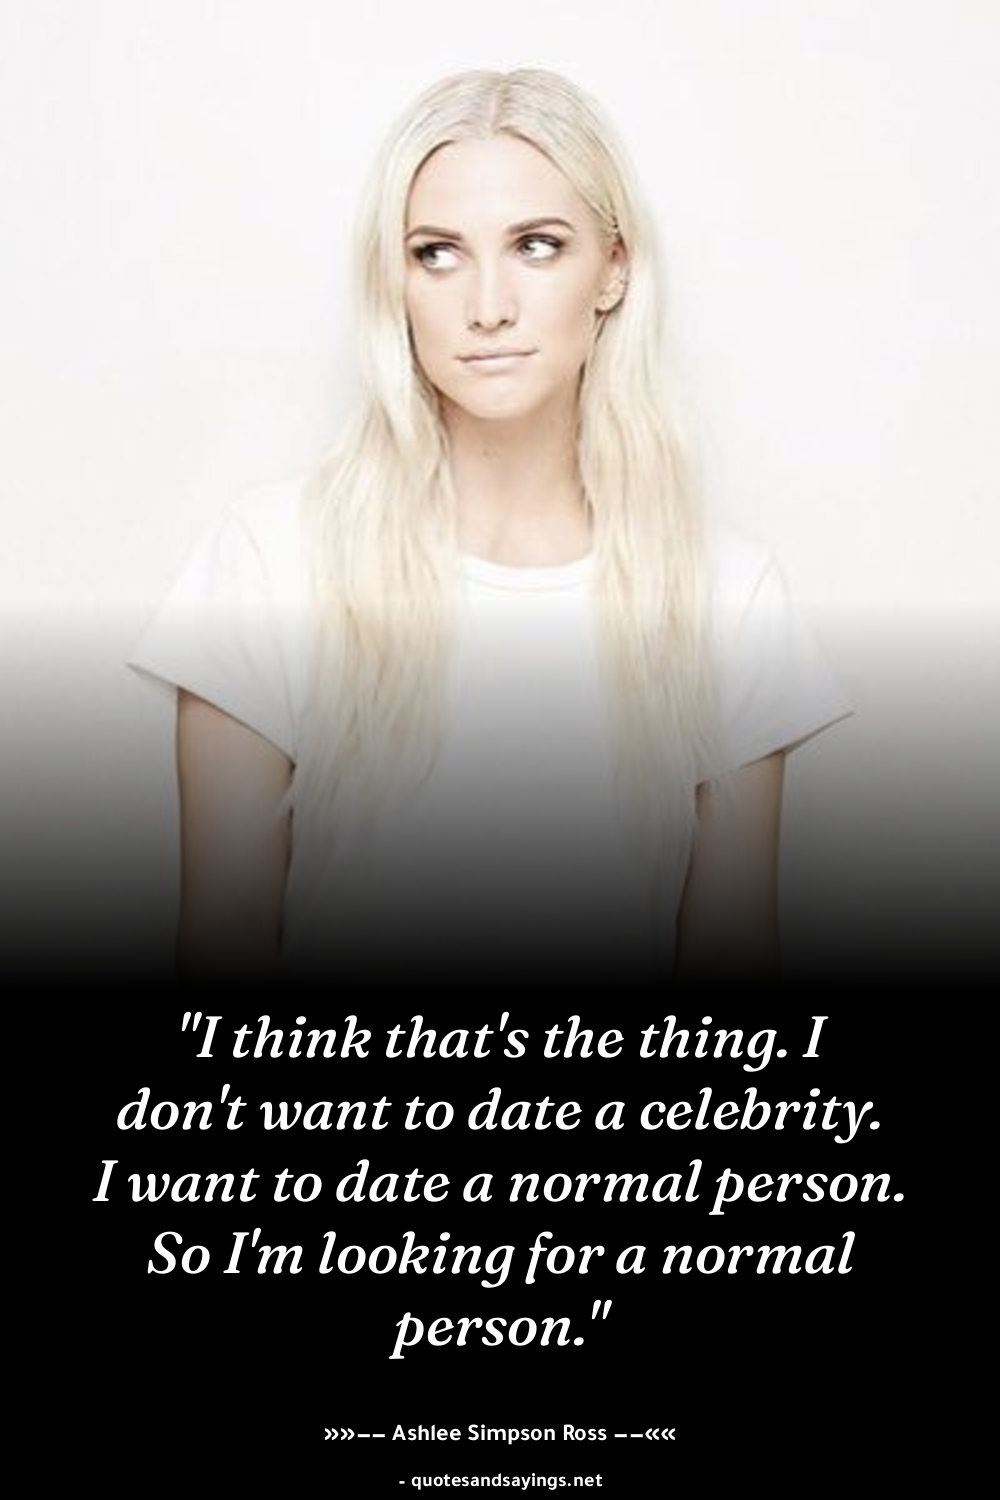 "I think that's the thing. I
don't want to date a celebrity.
I want to date a normal person.
So I'm looking for a normal
person."
»»–– Ashlee Simpson Ross ––««
- quotesandsayings.net